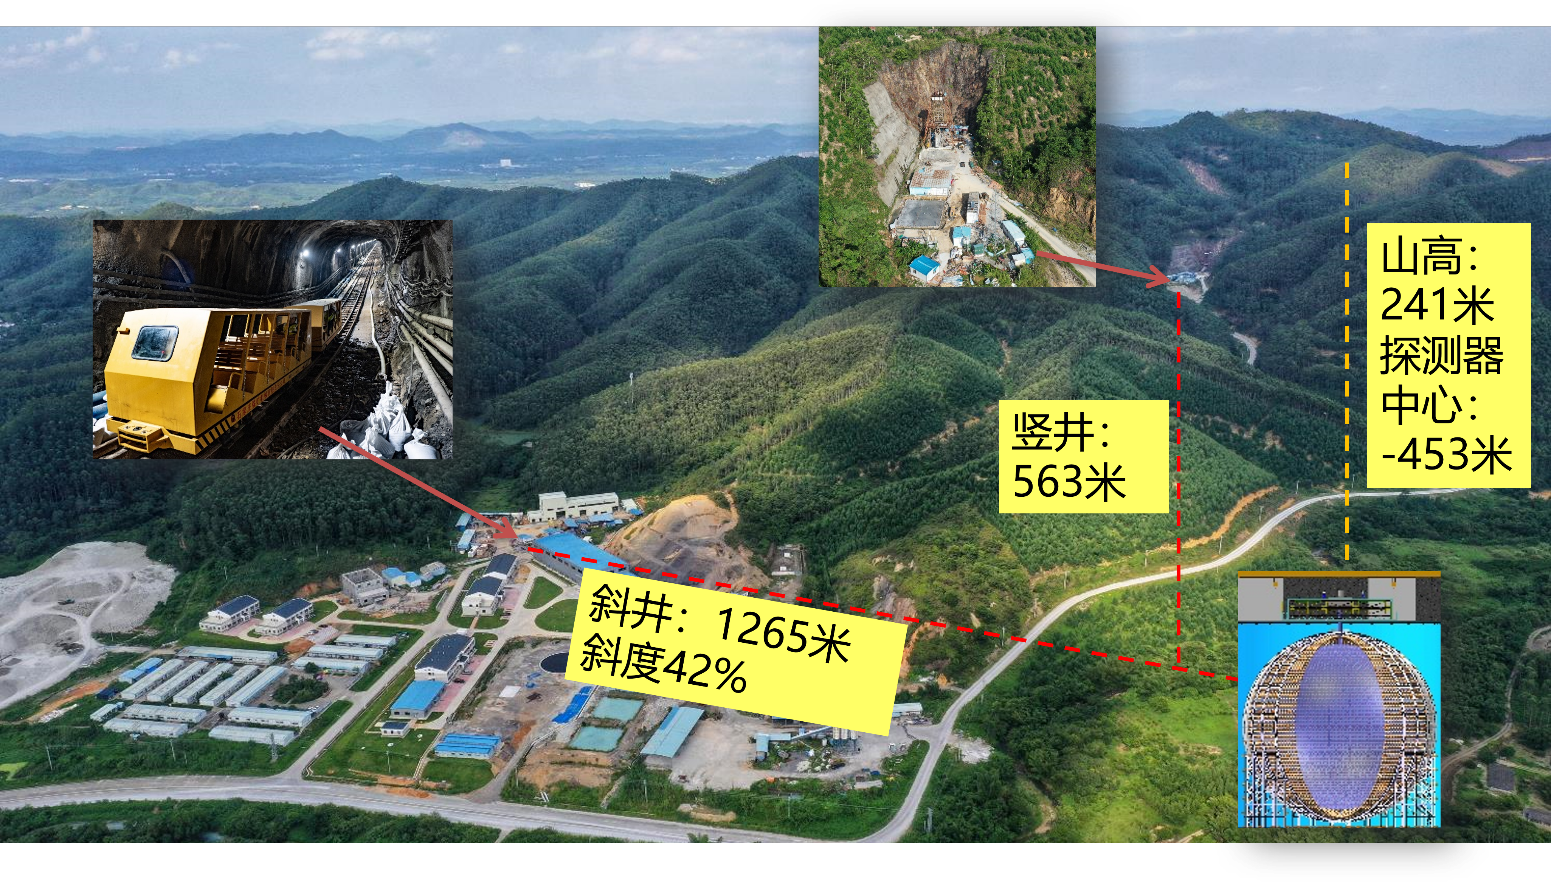 山高：
241米
探测器
中心：
-453米
竖井：
563米
斜井：1265米
斜度42%